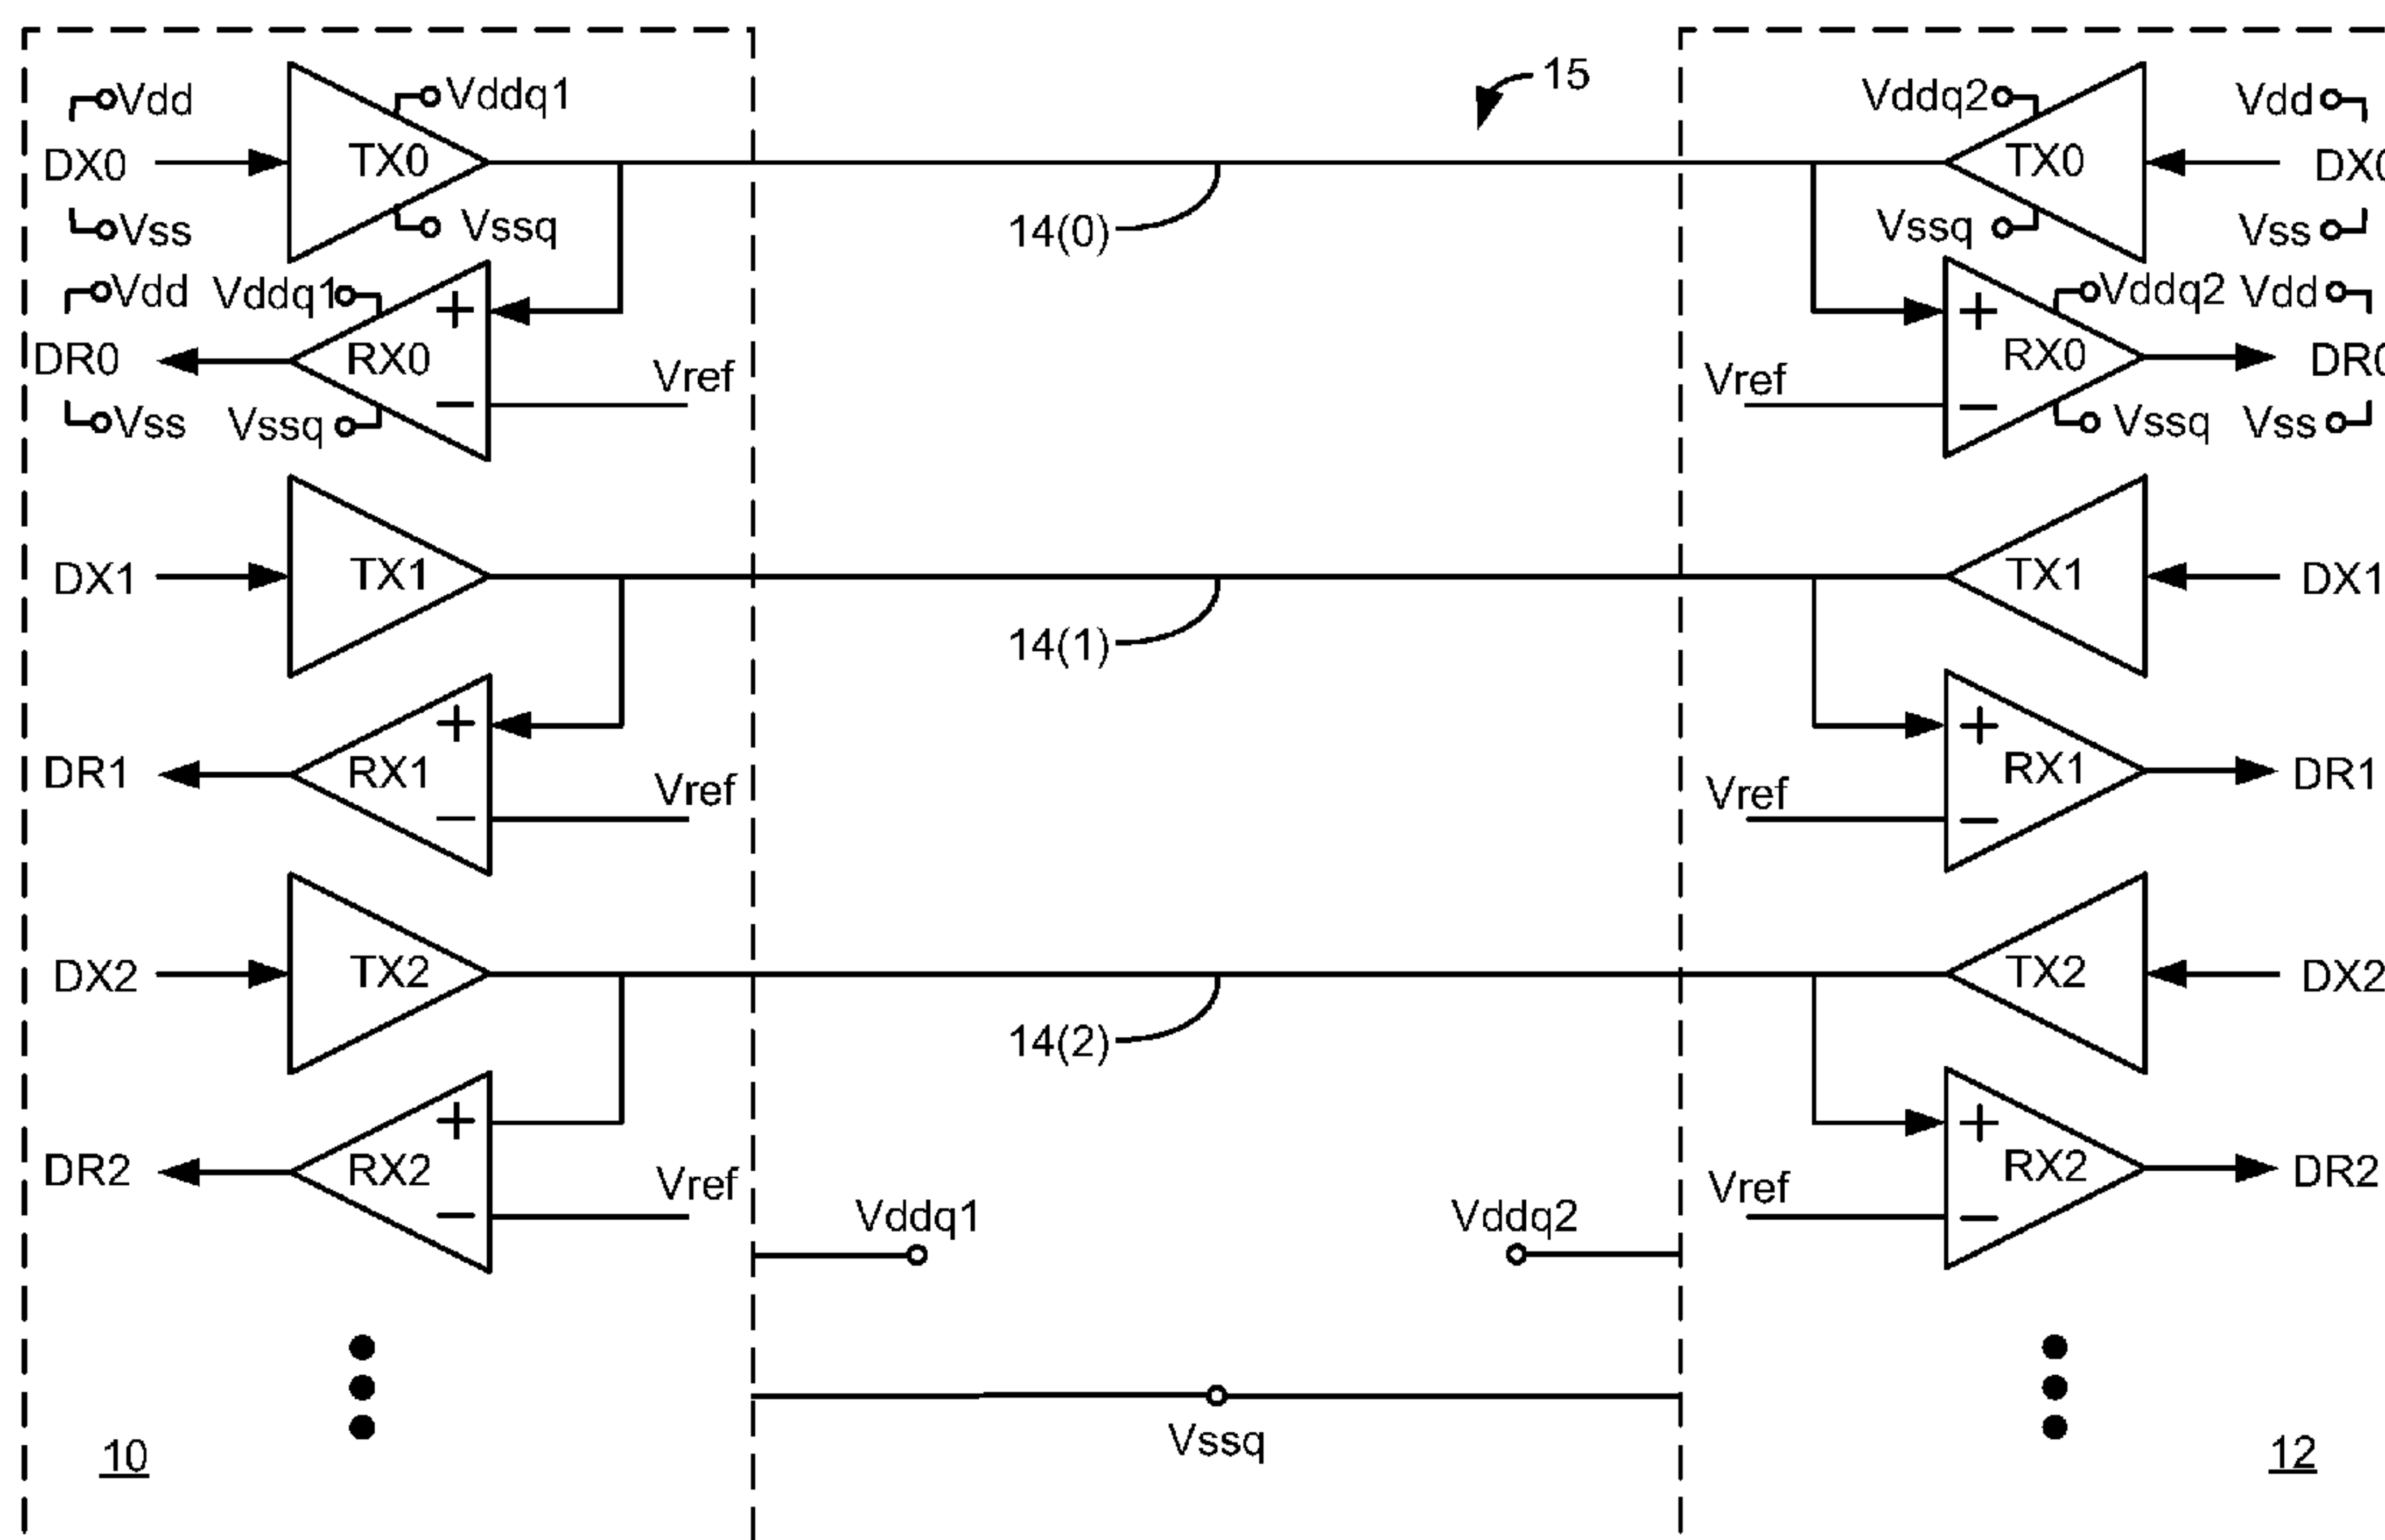 15
Vdd Vddq1 Vddq2 Vdd
DX0 TX0 TX0 DX0
Vss Vssq 14(0) Vssq Vss
Vdd Vddq1 + + Vddq2 Vdd
DR0 RX0 Vref Vref RX0 DR0
Vss Vssq − − Vssq Vss
DX1 TX1 TX1 DX1
14(1)
+ +
DR1 RX1 Vref Vref RX1 DR1
− −
DX2 TX2 TX2 DX2
14(2)
+ +
DR2 RX2 Vref Vref RX2 DR2
− −
Vddq1 Vddq2
Vssq
10 12